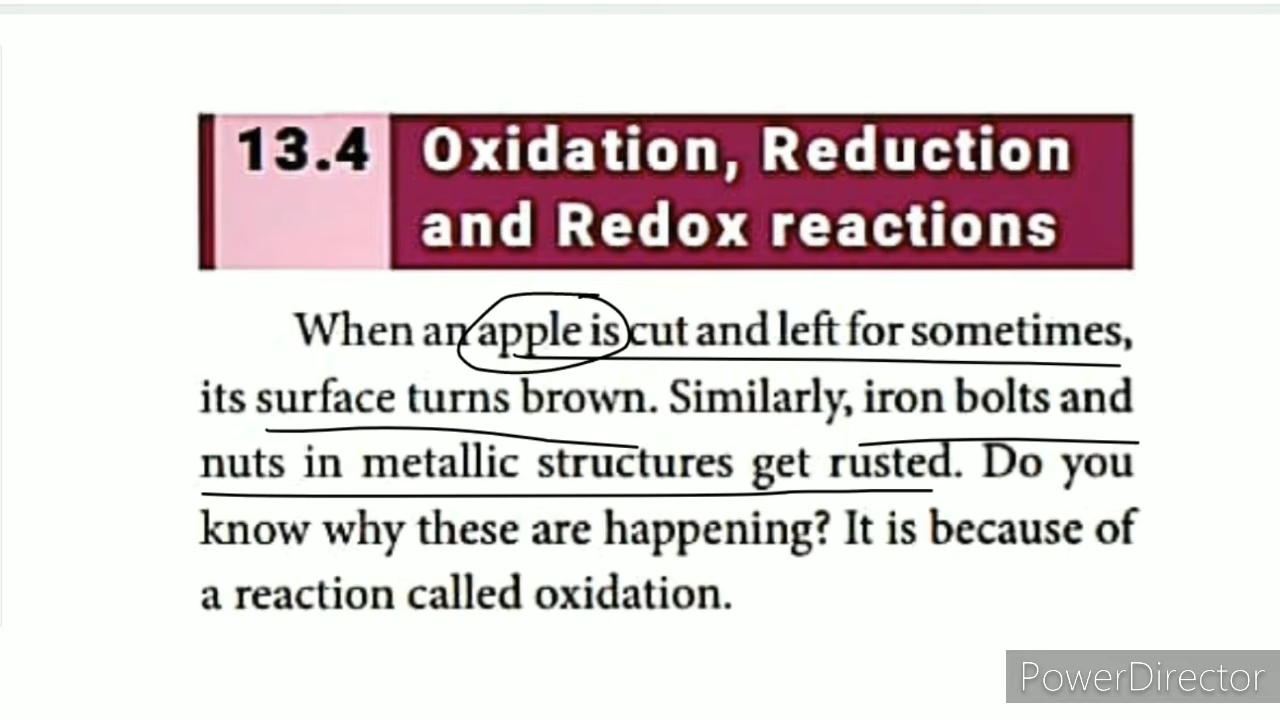 13.4 Oxidation, Reduction
and Redox reactions
When an apple is cut and left for sometimes,
its surface turns brown. Similarly, iron bolts and
nuts in metallic structures get rusted. Do you
know why these are happening? It is because of
a reaction called oxidation.
PowerDirector